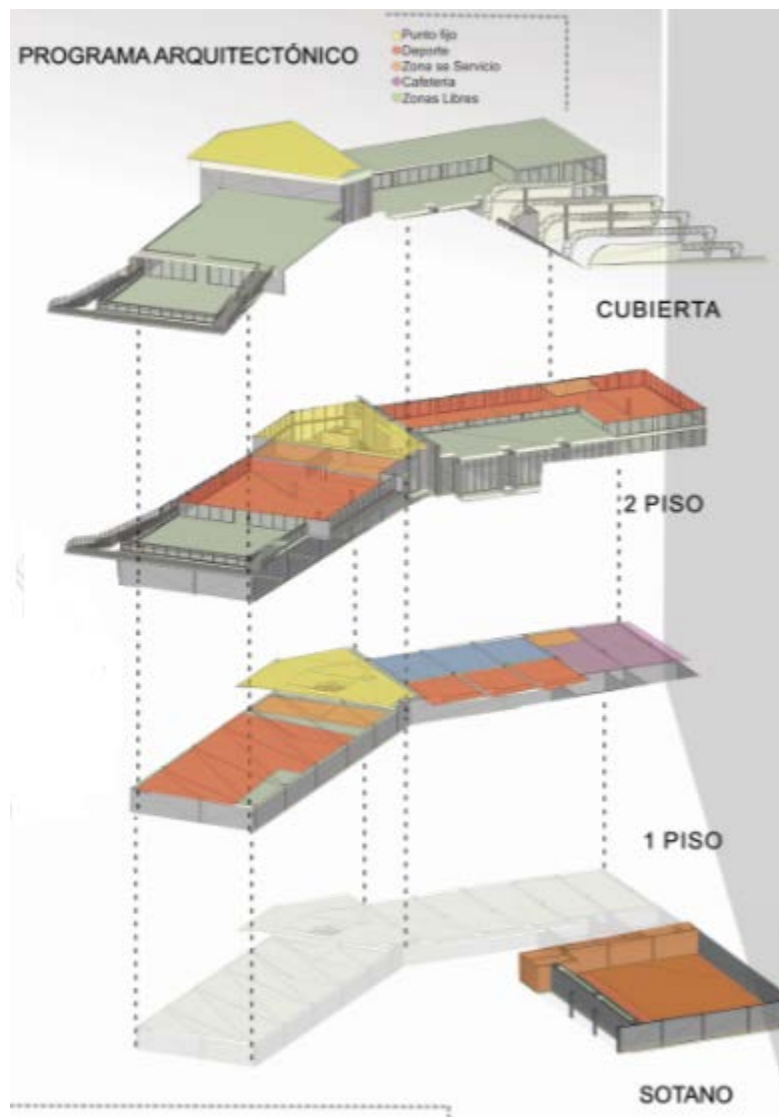 PROGRAMA ARQUITECTÓNICO
Punto fijo
Deporte
Zona se Servicio
Cafeteria
Zonas Libres
CUBIERTA
2 PISO
1 PISO
SOTANO